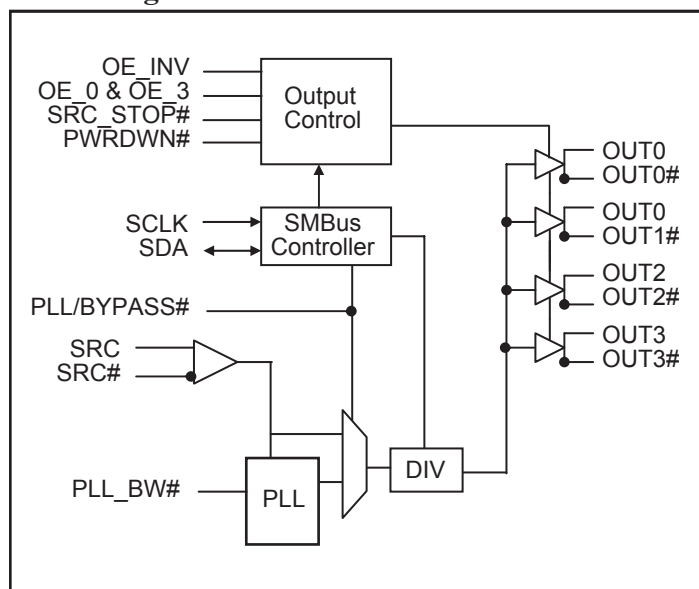 OE_INV
OE_0 & OE_3
SRC_STOP#
PWRDWN#
Output
Control
OUT0
OUT0#
OUT0
OUT1#
OUT2
OUT2#
OUT3
OUT3#
SCLK
SDA
SMBus
Controller
PLL/BYPASS#
SRC
SRC#
PLL_BW#
PLL
DIV